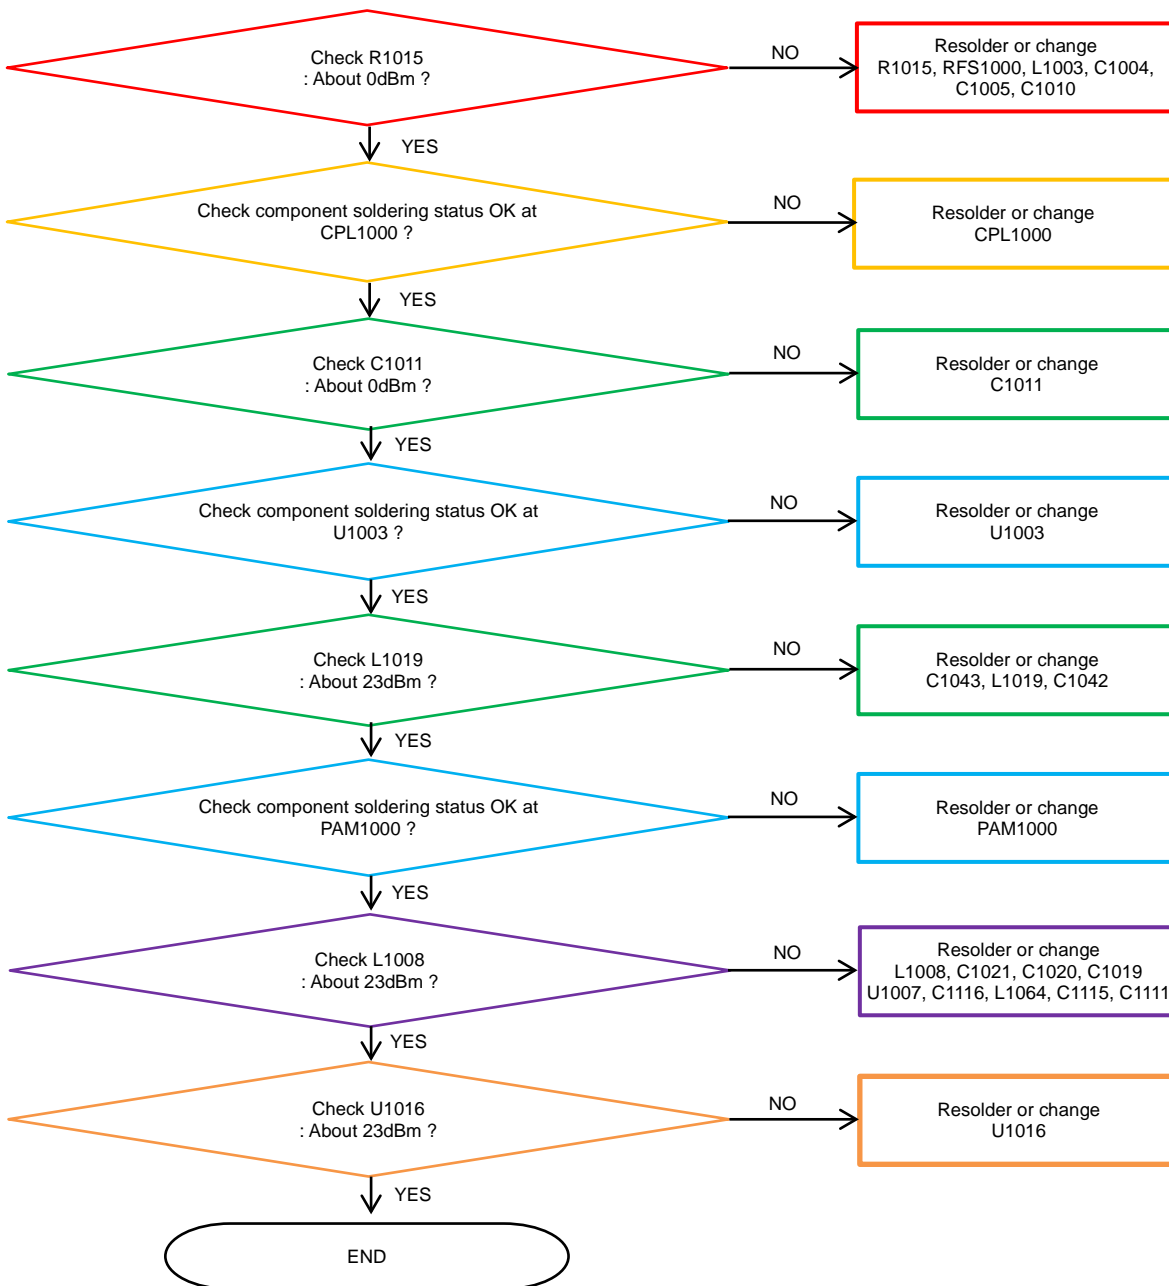 Check R1015
: About 0dBm ?
NO
Resolder or change
R1015, RFS1000, L1003, C1004,
C1005, C1010
YES
Check component soldering status OK at
CPL1000 ?
NO
Resolder or change
CPL1000
YES
Check C1011
: About 0dBm ?
NO
Resolder or change
C1011
YES
Check component soldering status OK at
U1003 ?
NO
Resolder or change
U1003
YES
Check L1019
: About 23dBm ?
NO
Resolder or change
C1043, L1019, C1042
YES
Check component soldering status OK at
PAM1000 ?
NO
Resolder or change
PAM1000
YES
Check L1008
: About 23dBm ?
NO
Resolder or change
L1008, C1021, C1020, C1019
U1007, C1116, L1064, C1115, C1111
YES
Check U1016
: About 23dBm ?
NO
Resolder or change
U1016
YES
END